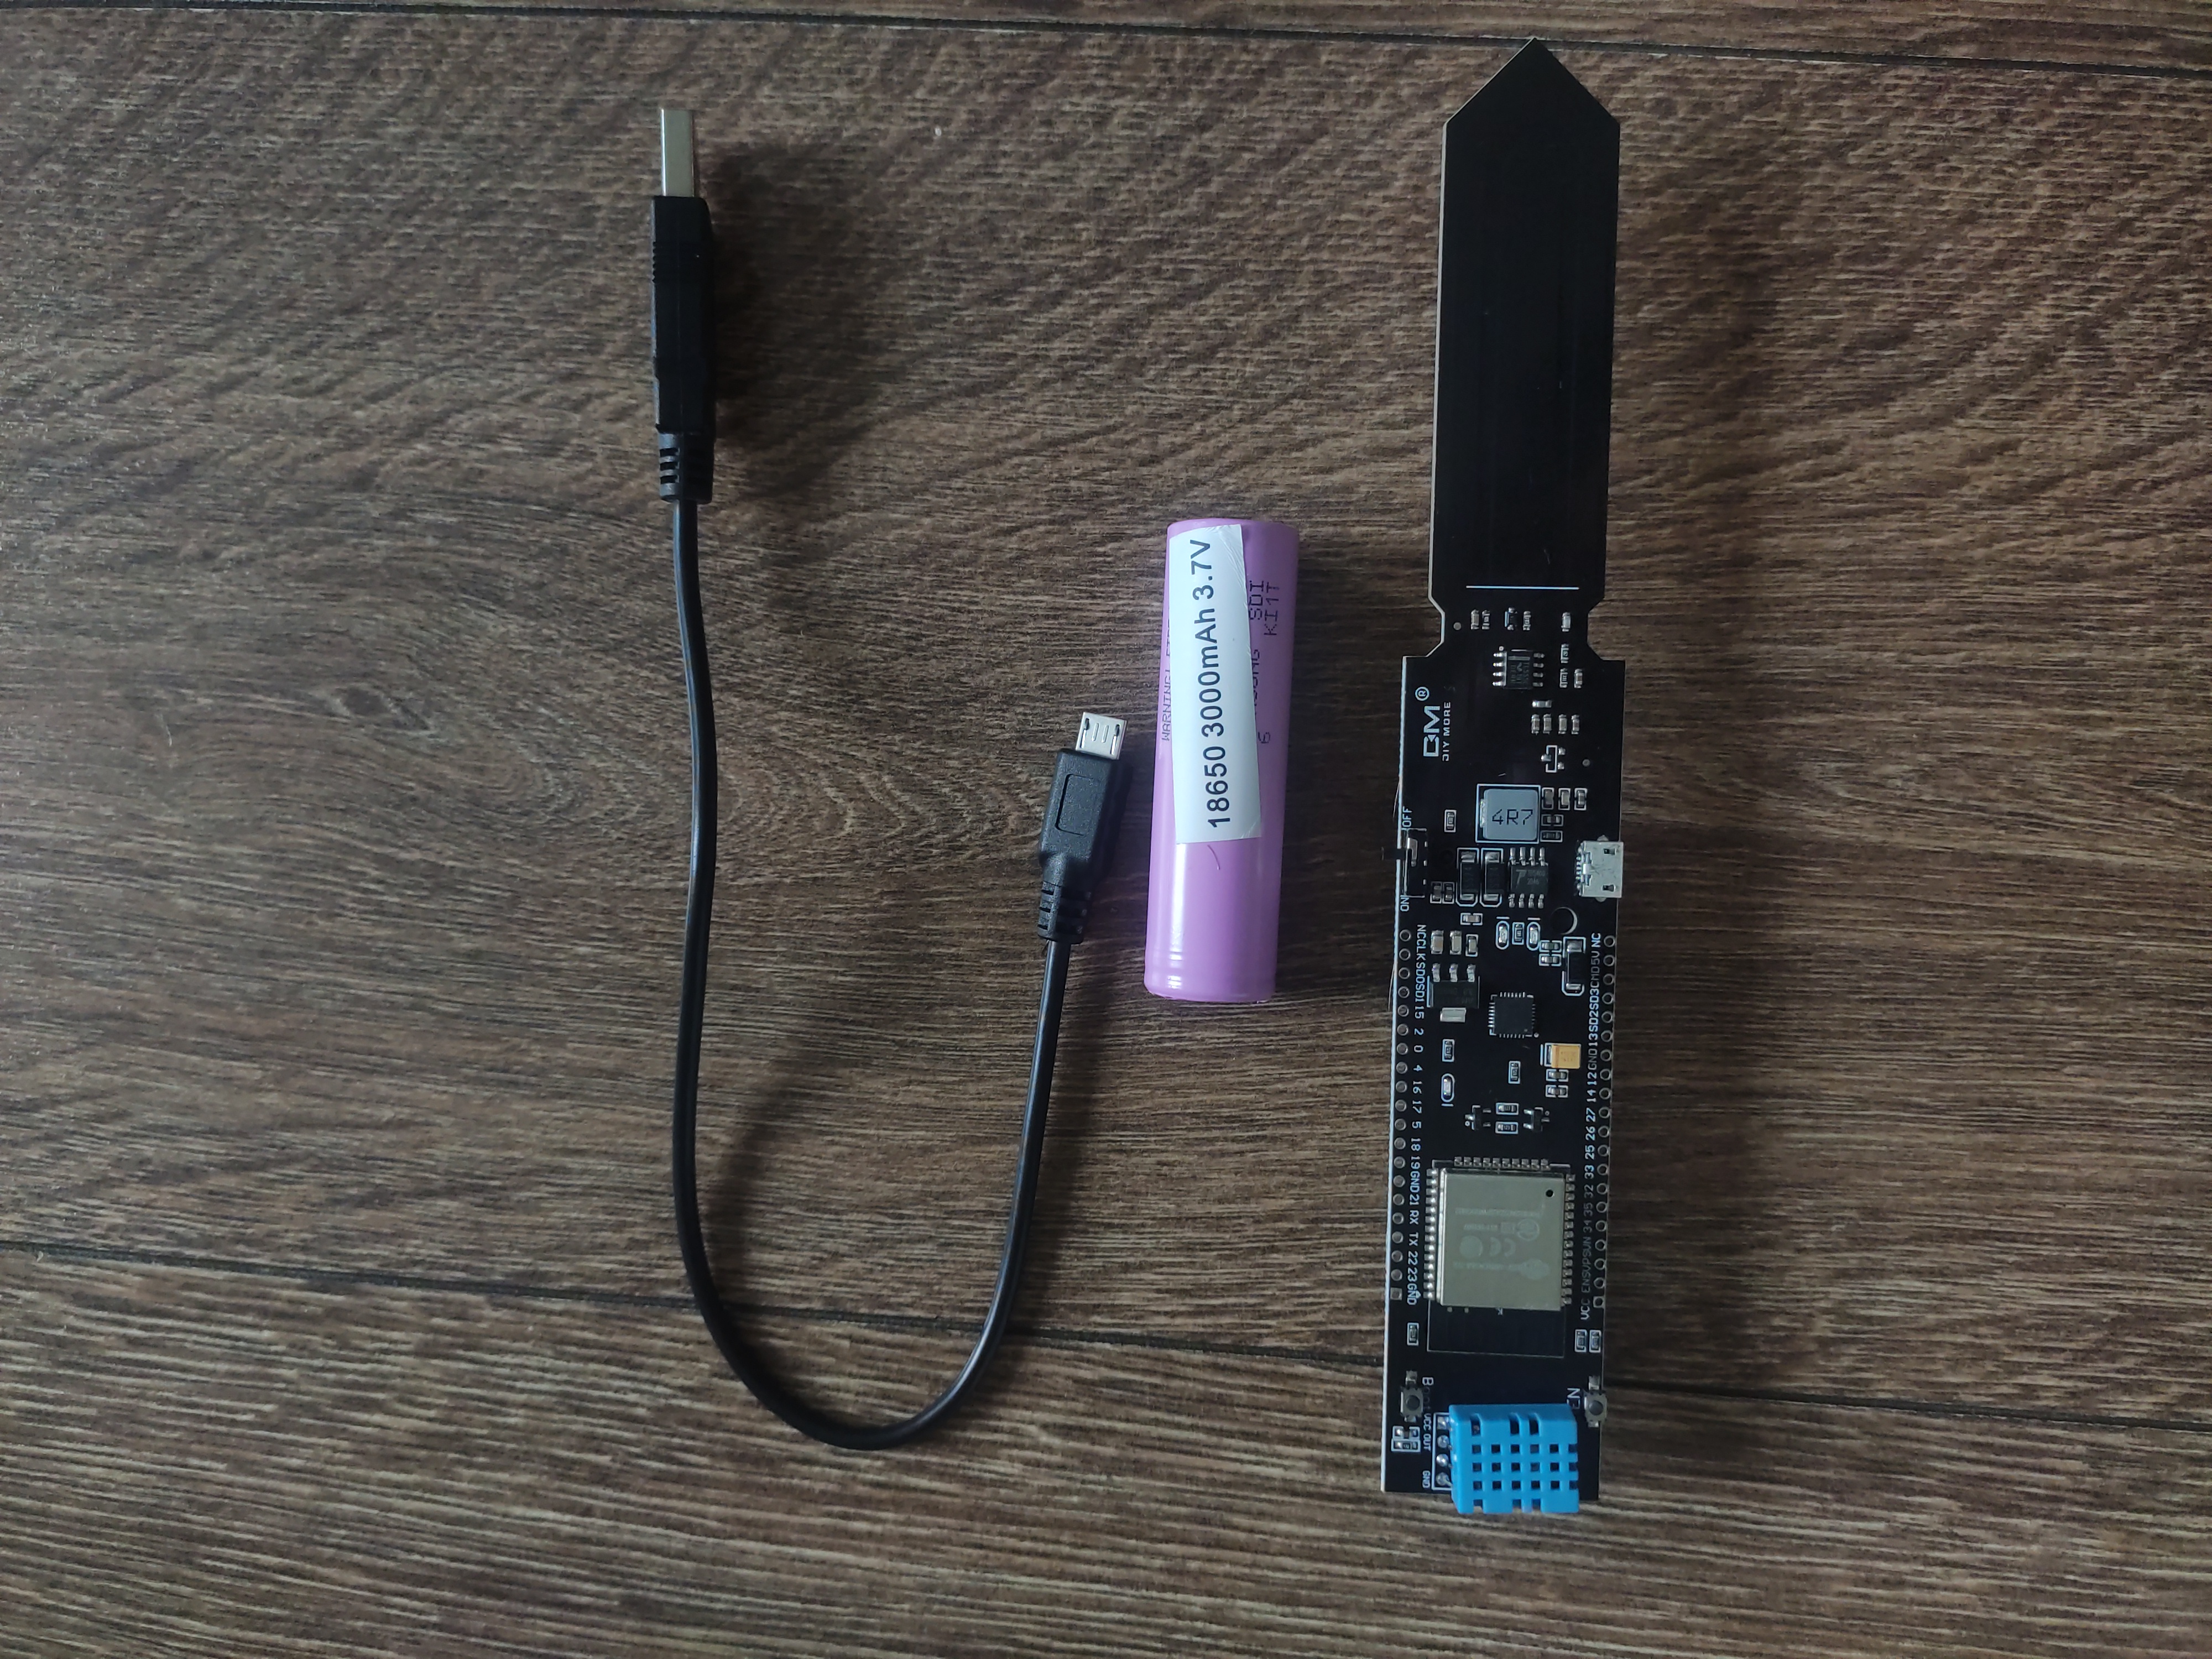 WARNING!
18650 3000mAh 3.7V
SDI
6 KI1T
GND VCC OUT
GND 23 22 TX RX 21 GND 19 18 5 17 16 4 0 2 15 SDI SD0 CLK NC
ON OFF
DM®
DIY MORE
4R7
EN
VCC EN SVP SVN 34 35 32 33 25 26 27 14 12 GND 13 SD2 SD3 CMD 5V NC